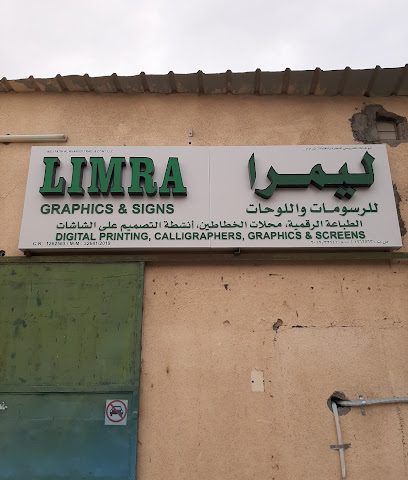 LIMRA
ليمرا
GRAPHICS & SIGNS
للرسومات واللوحات
الطباعة الرقمية، محلات الخطاطين، أنشطة التصميم على الشاشات
DIGITAL PRINTING, CALLIGRAPHERS, GRAPHICS & SCREENS